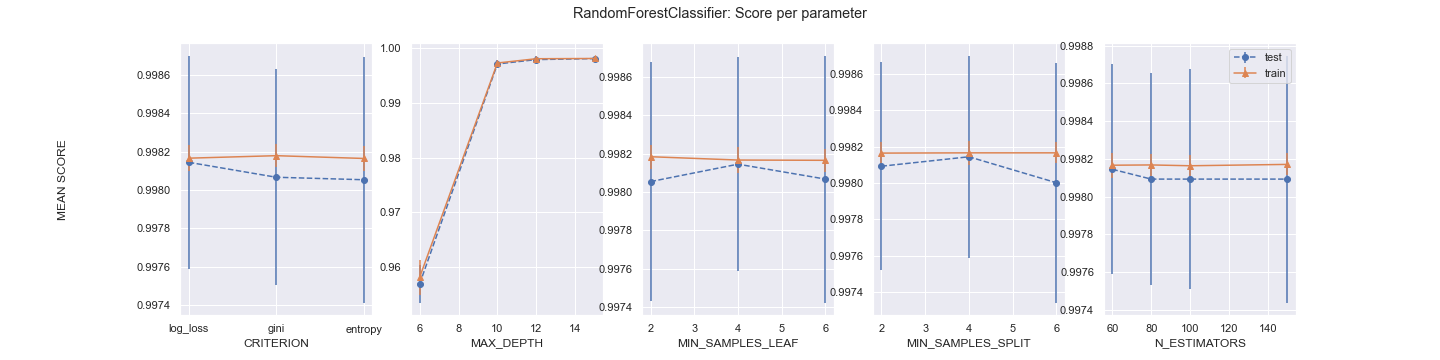 RandomForestClassifier: Score per parameter
MEAN SCORE
0.9986
0.9984
0.9982
0.9980
0.9978
0.9976
0.9974
log_loss gini entropy
CRITERION
1.00
0.99
0.98
0.97
0.96
6 8 10 12 14
MAX_DEPTH
0.9986
0.9984
0.9982
0.9980
0.9978
0.9976
0.9974
2 3 4 5 6
MIN_SAMPLES_LEAF
0.9986
0.9984
0.9982
0.9980
0.9978
0.9976
0.9974
2 3 4 5 6
MIN_SAMPLES_SPLIT
0.9988
0.9986
0.9984
0.9982
0.9980
0.9978
0.9976
0.9974
60 80 100 120 140
N_ESTIMATORS
test
train